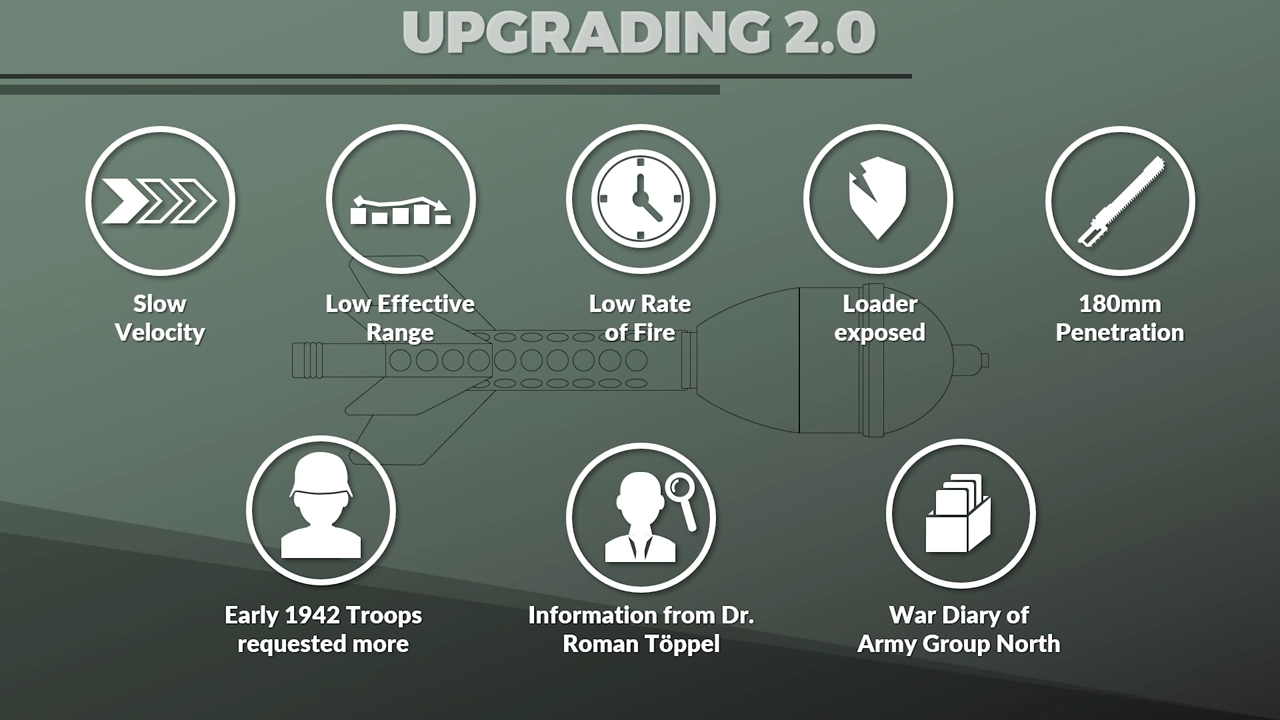 UPGRADING 2.0
Slow
Velocity
Low Effective
Range
Low Rate
of Fire
Loader
exposed
180mm
Penetration
Early 1942 Troops
requested more
Information from Dr.
Roman Töppel
War Diary of
Army Group North